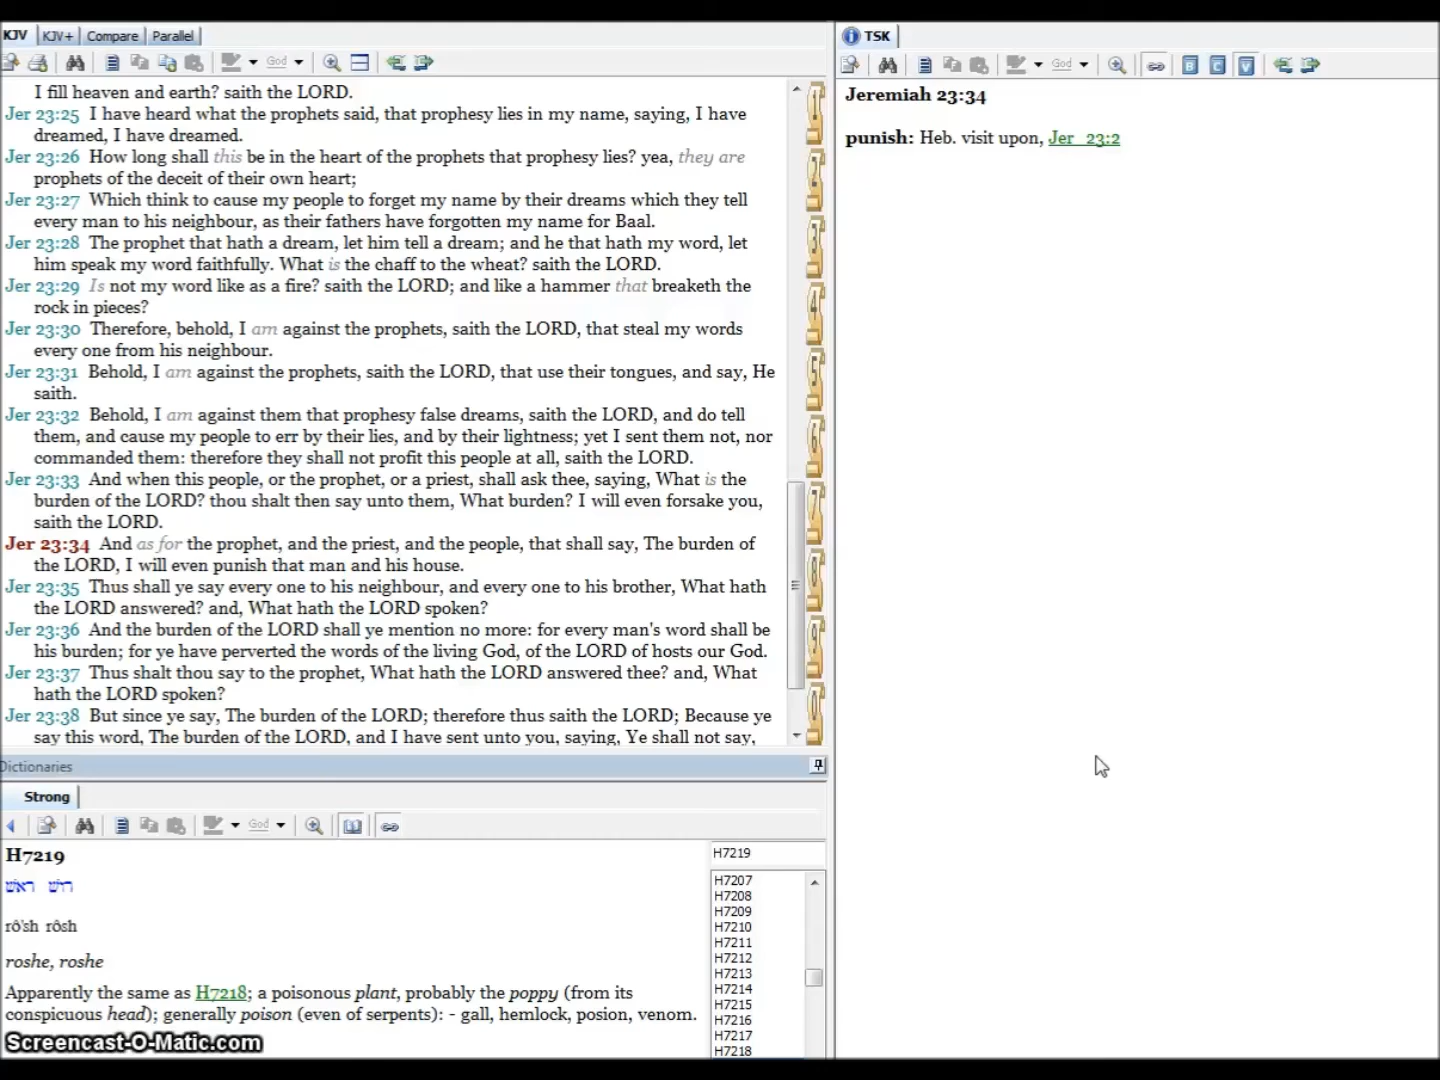 KJV KJV+ Compare Parallel
God
I fill heaven and earth? saith the LORD.
Jer 23:25 I have heard what the prophets said, that prophesy lies in my name, saying, I have
dreamed, I have dreamed.
Jer 23:26 How long shall this be in the heart of the prophets that prophesy lies? yea, they are
prophets of the deceit of their own heart;
Jer 23:27 Which think to cause my people to forget my name by their dreams which they tell
every man to his neighbour, as their fathers have forgotten my name for Baal.
Jer 23:28 The prophet that hath a dream, let him tell a dream; and he that hath my word, let
him speak my word faithfully. What is the chaff to the wheat? saith the LORD.
Jer 23:29 Is not my word like as a fire? saith the LORD; and like a hammer that breaketh the
rock in pieces?
Jer 23:30 Therefore, behold, I am against the prophets, saith the LORD, that steal my words
every one from his neighbour.
Jer 23:31 Behold, I am against the prophets, saith the LORD, that use their tongues, and say, He
saith.
Jer 23:32 Behold, I am against them that prophesy false dreams, saith the LORD, and do tell
them, and cause my people to err by their lies, and by their lightness; yet I sent them not, nor
commanded them: therefore they shall not profit this people at all, saith the LORD.
Jer 23:33 And when this people, or the prophet, or a priest, shall ask thee, saying, What is the
burden of the LORD? thou shalt then say unto them, What burden? I will even forsake you,
saith the LORD.
Jer 23:34 And as for the prophet, and the priest, and the people, that shall say, The burden of
the LORD, I will even punish that man and his house.
Jer 23:35 Thus shall ye say every one to his neighbour, and every one to his brother, What hath
the LORD answered? and, What hath the LORD spoken?
Jer 23:36 And the burden of the LORD shall ye mention no more: for every man's word shall be
his burden; for ye have perverted the words of the living God, of the LORD of hosts our God.
Jer 23:37 Thus shalt thou say to the prophet, What hath the LORD answered thee? and, What
hath the LORD spoken?
Jer 23:38 But since ye say, The burden of the LORD; therefore thus saith the LORD; Because ye
say this word, The burden of the LORD, and I have sent unto you, saying, Ye shall not say,
1
2
3
4
5
6
7
8
9
0
Dictionaries
Strong
God
H7219
רוֹשׁ ראֹשׁ
rô'sh rôsh
roshe, roshe
Apparently the same as H7218; a poisonous plant, probably the poppy (from its
conspicuous head); generally poison (even of serpents): - gall, hemlock, posion, venom.
H7219
H7207
H7208
H7209
H7210
H7211
H7212
H7213
H7214
H7215
H7216
H7217
H7218
Screencast-O-Matic.com
TSK
God
B C V
Jeremiah 23:34
punish: Heb. visit upon, Jer_23:2